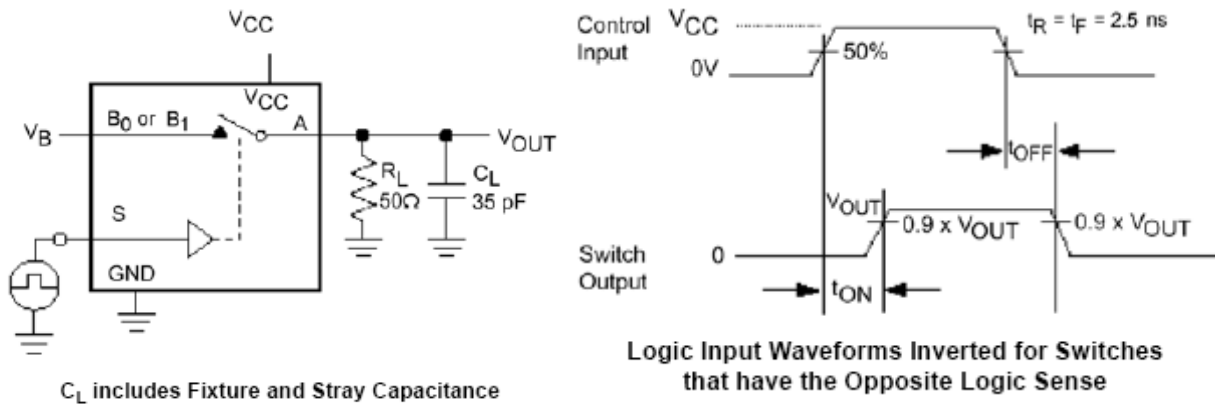 VCC
VCC
VB
B0 or B1
A
VOUT
RL
50Ω
CL
35 pF
S
GND
CL includes Fixture and Stray Capacitance
Control
Input
VCC
0V
50%
tR = tF = 2.5 ns
tOFF
VOUT
0.9 x VOUT
0.9 x VOUT
Switch
Output
0
tON
Logic Input Waveforms Inverted for Switches
that have the Opposite Logic Sense